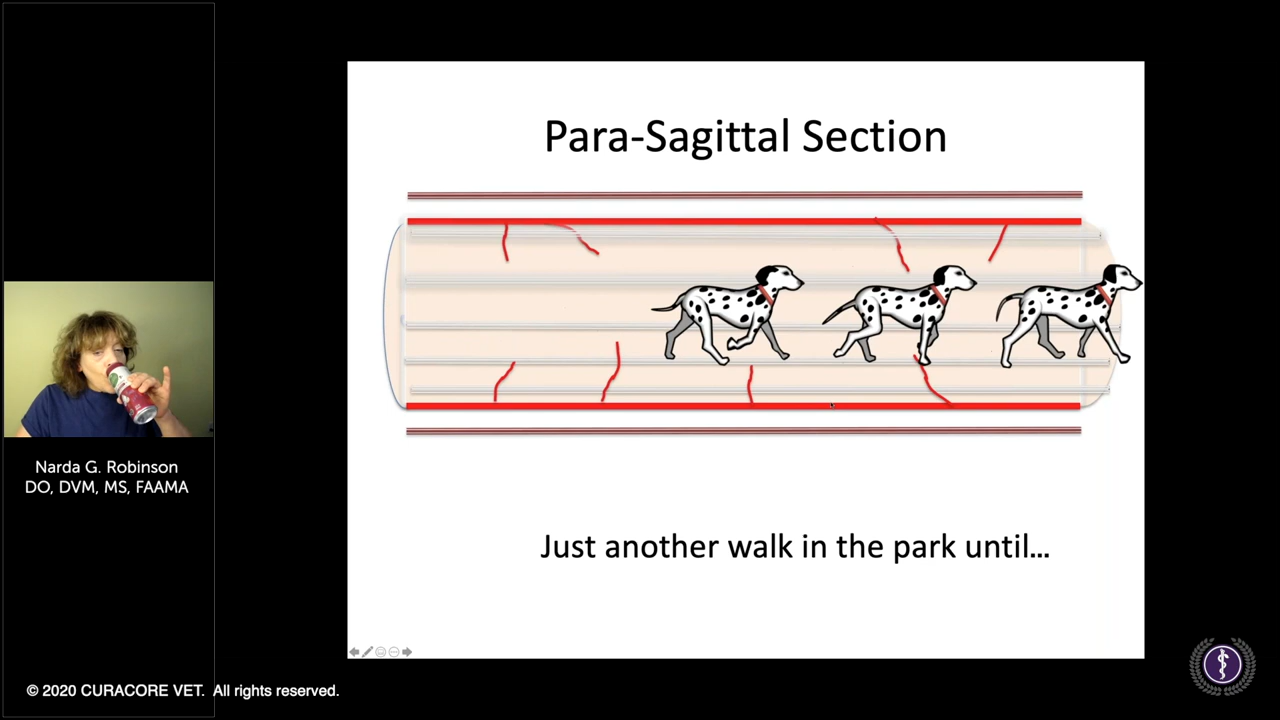 Para-Sagittal Section
Just another walk in the park until...
Narda G. Robinson
DO, DVM, MS, FAAMA
© 2020 CURACORE VET. All rights reserved.